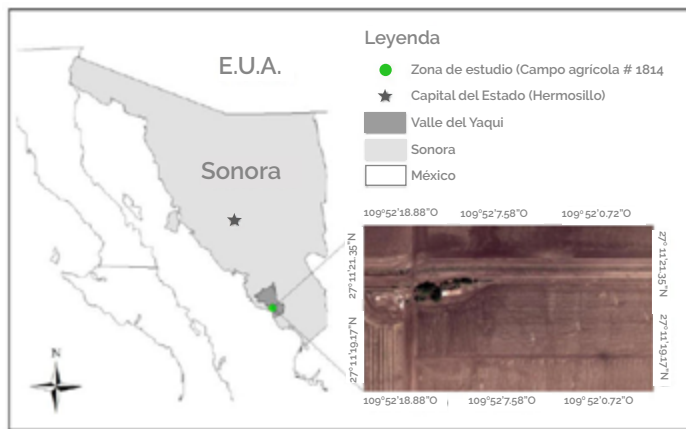 Leyenda
E.U.A.
Zona de estudio (Campo agrícola # 1814
Capital del Estado (Hermosillo)
Valle del Yaqui
Sonora
México
Sonora
109°52'18.88"O 109°52'7.58"O 109°52'0.72"O
27°11'21.35"N
27°11'19.17"N
27°11'21.35"N
27°11'19.17"N
109°52'18.88"O 109°52'7.58"O 109°52'0.72"O
N